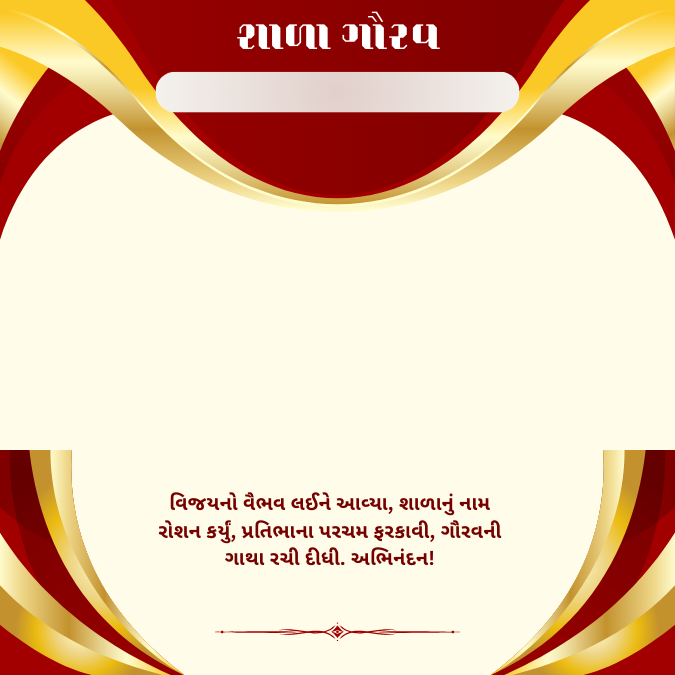 શાળા ગૌરવ
વિજયનો વૈભવ લઈને આવ્યા, શાળાનું નામ
રોશન કર્યું, પ્રતિભાના પરચમ ફરકાવી, ગૌરવની
ગાથા રચી દીધી. અભિનંદન!